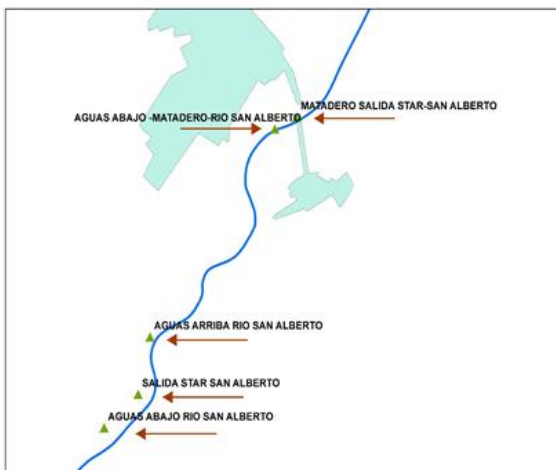 MATADERO SALIDA STAR-SAN ALBERTO
AGUAS ABAJO -MATADERO-RIO SAN ALBERTO
AGUAS ARRIBA RIO SAN ALBERTO
SALIDA STAR SAN ALBERTO
AGUAS ABAJO RIO SAN ALBERTO